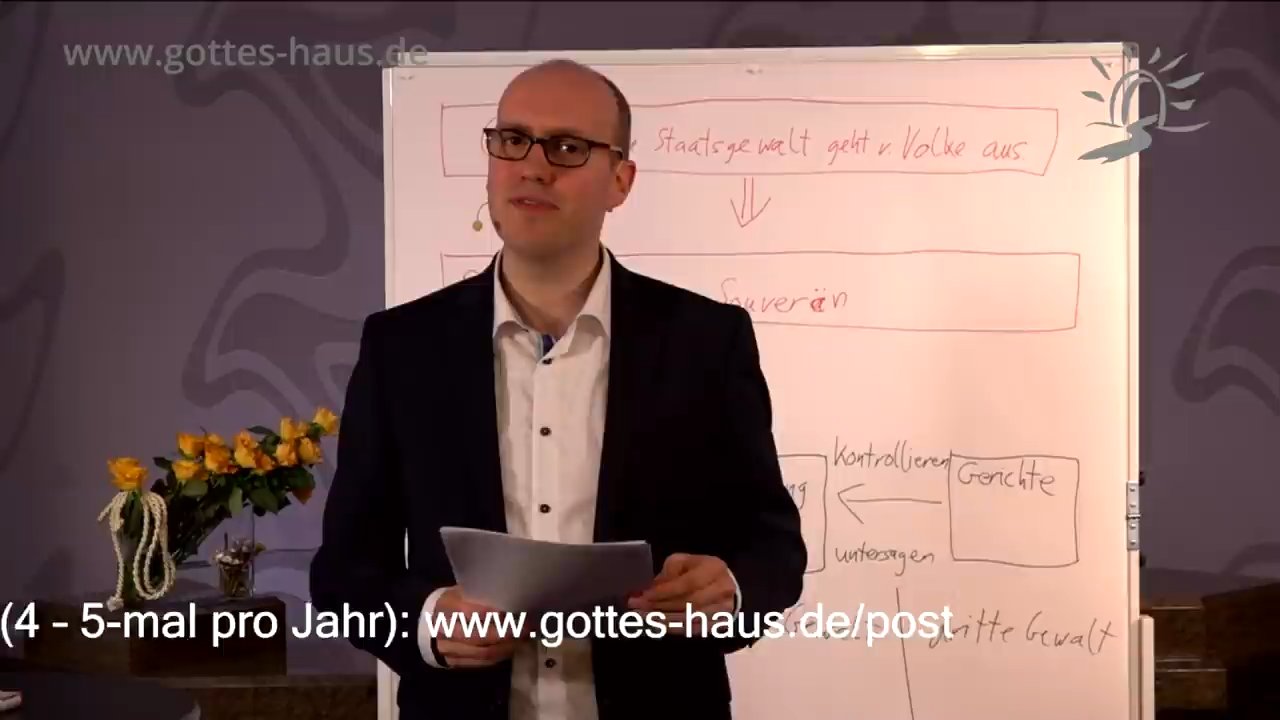 www.gottes-haus.de
Staatsgewalt geht v. Volke aus
Souverän
Kontrollieren
Gerichte
untersagen
(4 - 5-mal pro Jahr): www.gottes-haus.de/post
dritte Gewalt